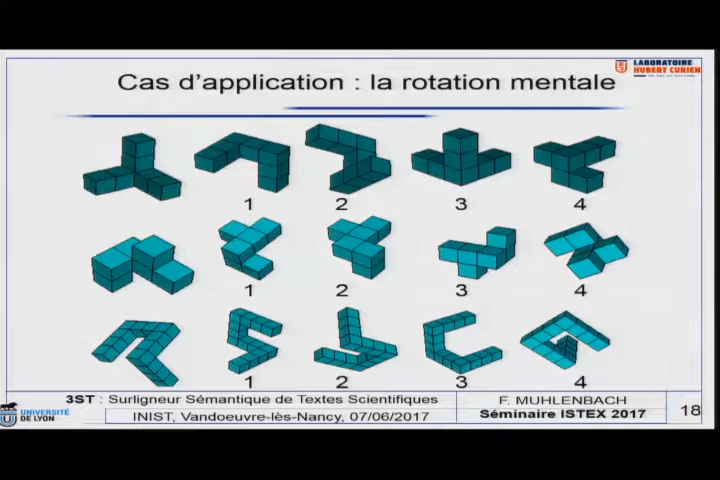 LABORATOIRE
HUBERT CURIEN
Cas d'application : la rotation mentale
1 2 3 4
1 2 3 4
1 2 3 4
3ST : Surligneur Sémantique de Textes Scientifiques
F. MUHLENBACH
UNIVERSITÉ
DE LYON
INIST, Vandoeuvre-lès-Nancy, 07/06/2017
Séminaire ISTEX 2017
18